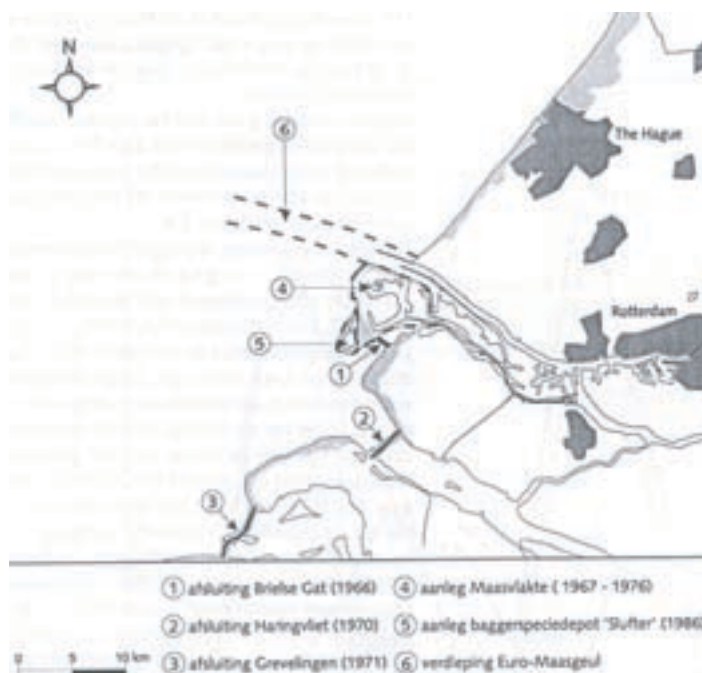 N
6
The Hague
4
Rotterdam
5
1
2
3
1 afsluiting Brielse Gat (1966)
4 aanleg Maasvlakte ( 1967 - 1976)
2 afsluiting Haringvliet (1970)
5 aanleg baggerspeciedepot 'Slufter' (1986)
0 5 10 km
3 afsluiting Grevelingen (1971)
6 verdieping Euro-Maasgeul